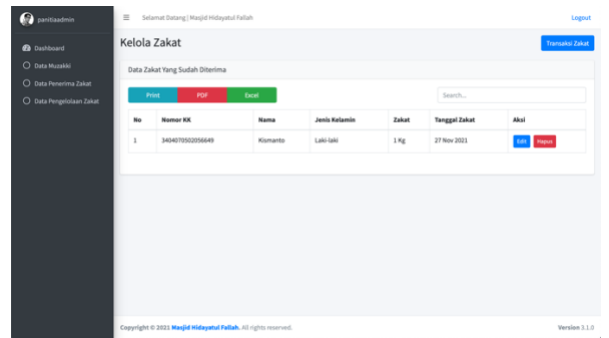 panitiaadmin
Selamat Datang | Masjid Hidayatul Fallah
Logout
Dashboard
Data Muzakki
Data Penerima Zakat
Data Pengelolaan Zakat
Kelola Zakat
Transaksi Zakat
Data Zakat Yang Sudah Diterima
Print PDF Excel
Search...
No Nomor KK Nama Jenis Kelamin Zakat Tanggal Zakat Aksi
1 3404070502056649 Kismanto Laki-laki 1 Kg 27 Nov 2021 Edit Hapus
Copyright © 2021 Masjid Hidayatul Fallah. All rights reserved.
Version 3.1.0